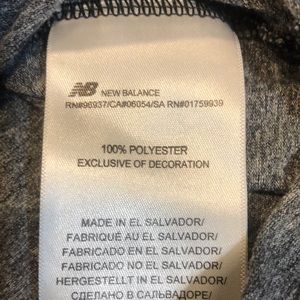 NB NEW BALANCE
RN#96937/CA#06054/SA RN#01759939
100% POLYESTER
EXCLUSIVE OF DECORATION
MADE IN EL SALVADOR/
FABRIQUÉ AU EL SALVADOR/
FABRICADO EN EL SALVADOR/
FABRICADO NO EL SALVADOR/
HERGESTELLT IN EL SALVADOR/
СДЕЛАНО В САЛЬВАДОРЕ/